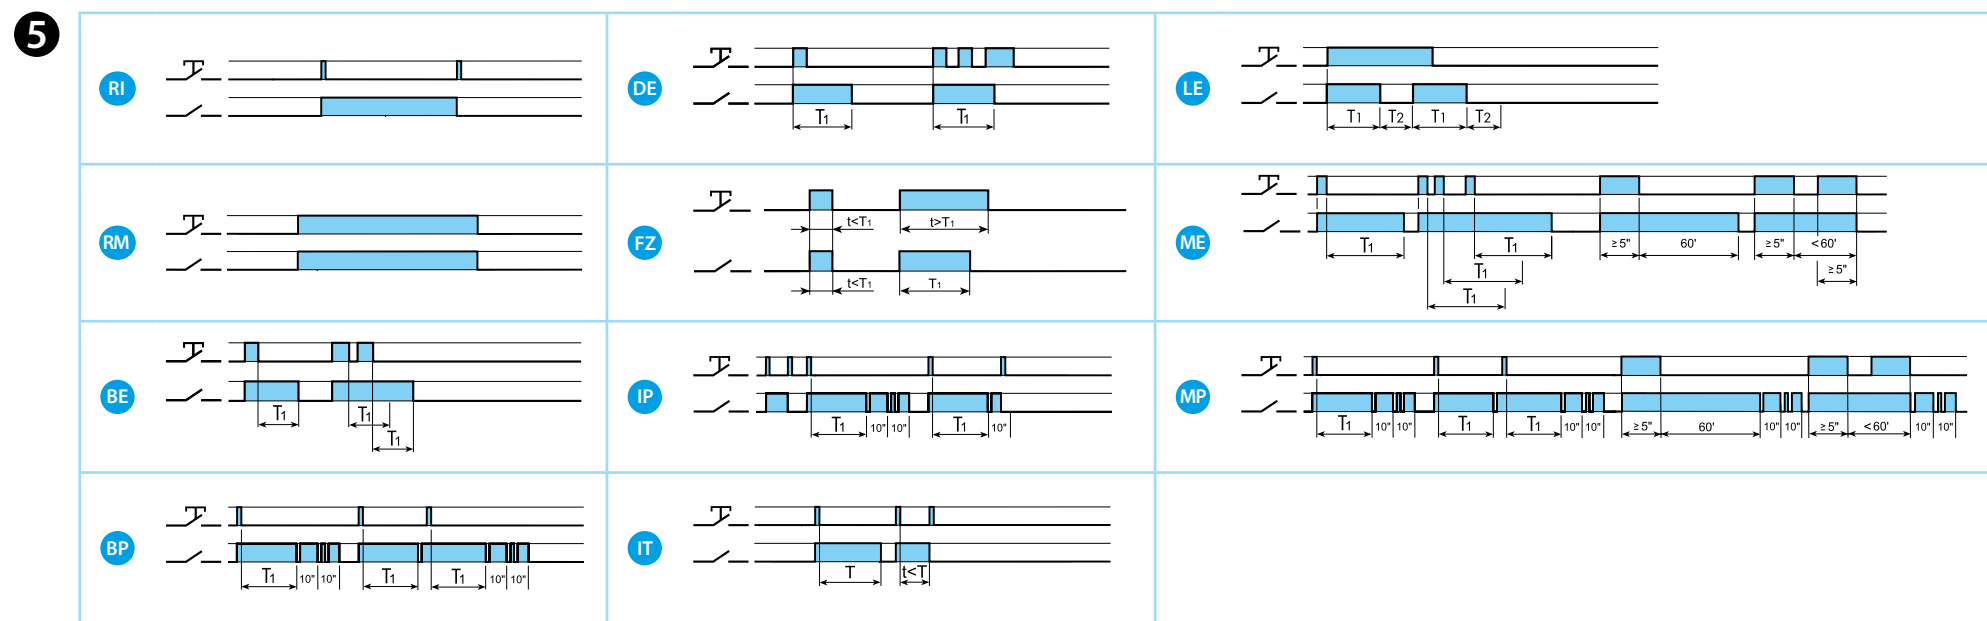 5
RI
DE
T1 T1
LE
T1 T2 T1 T2
RM
FZ
t<T1 t>T1
t<T1 T1
ME
T1 T1 ≥5" 60' ≥5" <60'
T1 ≥5"
T1
BE
T1 T1
T1
IP
T1 10" 10" T1 10"
MP
T1 10" 10" T1 T1 10" 10" ≥5" 60' 10" 10" ≥5" <60' 10" 10"
BP
T1 10" 10" T1 T1 10" 10"
IT
T t<T